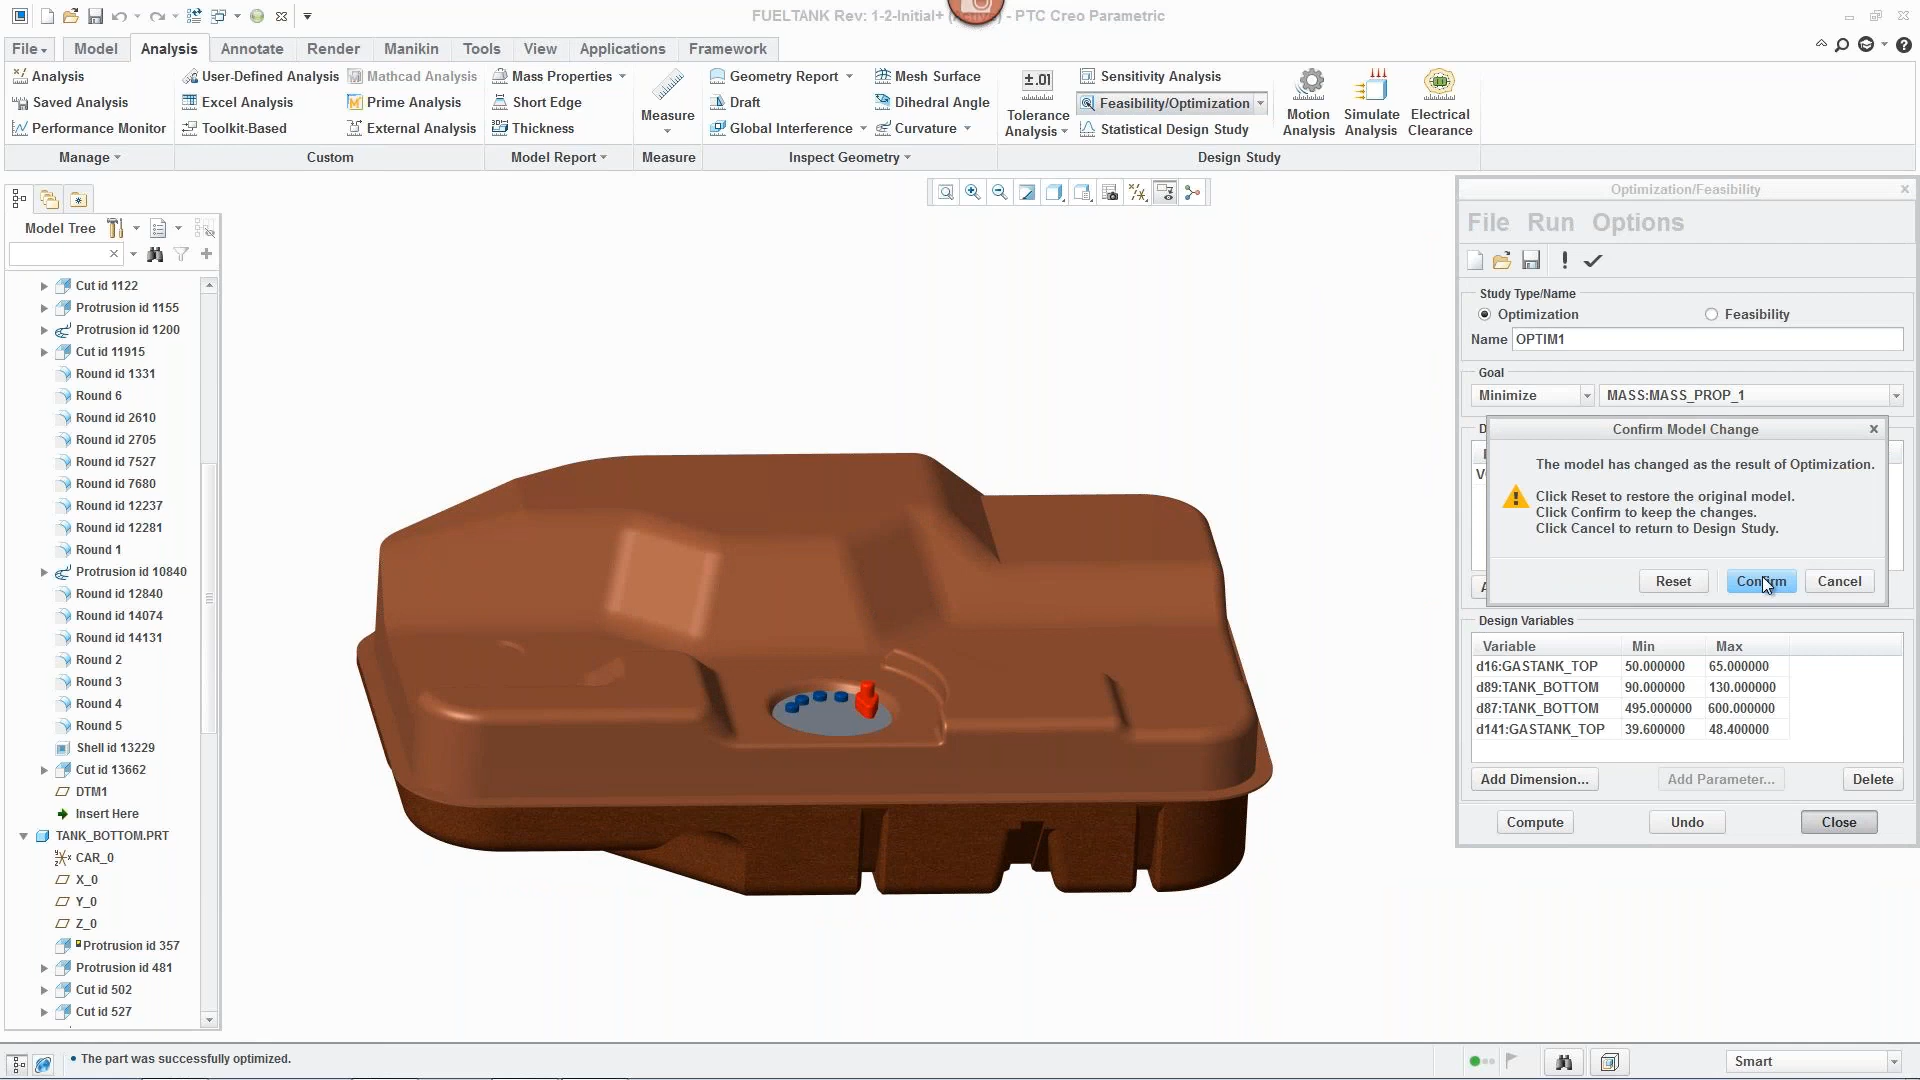 FUELTANK Rev: 1-2-Initial+ - PTC Creo Parametric
File Model Analysis Annotate Render Manikin Tools View Applications Framework
Analysis
Saved Analysis
Performance Monitor
Manage
User-Defined Analysis
Excel Analysis
Toolkit-Based
Mathcad Analysis
Prime Analysis
External Analysis
Custom
Mass Properties
Short Edge
Thickness
Model Report
Measure
Measure
Geometry Report
Draft
Global Interference
Mesh Surface
Dihedral Angle
Curvature
Inspect Geometry
±.01
Tolerance
Analysis
Sensitivity Analysis
Feasibility/Optimization
Statistical Design Study
Motion
Analysis
Simulate
Analysis
Electrical
Clearance
Design Study
Model Tree
Cut id 1122
Protrusion id 1155
Protrusion id 1200
Cut id 11915
Round id 1331
Round 6
Round id 2610
Round id 2705
Round id 7527
Round id 7680
Round id 12237
Round id 12281
Round 1
Protrusion id 10840
Round id 12840
Round id 14074
Round id 14131
Round 2
Round 3
Round 4
Round 5
Shell id 13229
Cut id 13662
DTM1
Insert Here
TANK_BOTTOM.PRT
CAR_0
X_0
Y_0
Z_0
Protrusion id 357
Protrusion id 481
Cut id 502
Cut id 527
Optimization/Feasibility
File Run Options
Study Type/Name
Optimization Feasibility
Name OPTIM1
Goal
Minimize MASS:MASS_PROP_1
Confirm Model Change
The model has changed as the result of Optimization.
Click Reset to restore the original model.
Click Confirm to keep the changes.
Click Cancel to return to Design Study.
Reset Confirm Cancel
Design Variables
Variable Min Max
d16:GASTANK_TOP 50.000000 65.000000
d89:TANK_BOTTOM 90.000000 130.000000
d87:TANK_BOTTOM 495.000000 600.000000
d141:GASTANK_TOP 39.600000 48.400000
Add Dimension... Add Parameter... Delete
Compute Undo Close
• The part was successfully optimized.
Smart